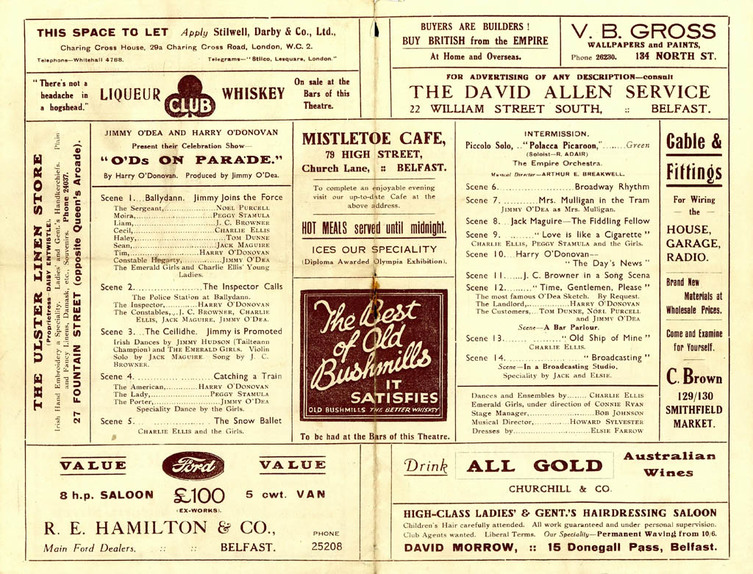 THIS SPACE TO LET Apply Stilwell, Darby & Co., Ltd.,
Charing Cross House, 29a Charing Cross Road, London, W.C. 2.
Telephone—Whitehall 4788. Telegrams—"Stilco, Lesquare, London."
"There's not a
headache in
a hogshead."
LIQUEUR CLUB WHISKEY
On sale at the
Bars of this
Theatre.
BUYERS ARE BUILDERS !
BUY BRITISH from the EMPIRE
At Home and Overseas.
V. B. GROSS
WALLPAPERS and PAINTS,
Phone 26230. 134 NORTH ST.
FOR ADVERTISING OF ANY DESCRIPTION—consult
THE DAVID ALLEN SERVICE
22 WILLIAM STREET SOUTH, :: BELFAST.
THE ULSTER LINEN STORE
(Proprietress—DAISY ENTWISTLE).
Irish Hand Embroidery a Speciality. Ladies' and Gent.'s Handkerchiefs. Plain
and Fancy Linens, Damask, etc., Souvenirs. Phone 24037.
27 FOUNTAIN STREET (opposite Queen's Arcade).
JIMMY O'DEA AND HARRY O'DONOVAN
Present their Celebration Show—
"O'Ds ON PARADE."
By Harry O'Donovan. Produced by Jimmy O'Dea.
Scene 1....Ballydann. Jimmy Joins the Force
The Sergeant, NOEL PURCELL
Moira, PEGGY STAMULA
Liam, J. C. BROWNER
Cecil, CHARLIE ELLIS
Haley, TOM DUNNE
Sean, JACK MAGUIRE
Tim, HARRY O'DONOVAN
Constable Hegarty, JIMMY O'DEA
The Emerald Girls and Charlie Ellis' Young
Ladies.
Scene 2. The Inspector Calls
The Police Station at Ballydann.
The Inspector, HARRY O'DONOVAN
The Constables, J. C. BROWNER, CHARLIE
ELLIS, JACK MAGUIRE, JIMMY O'DEA.
Scene 3. ..The Ceilidhe. Jimmy is Promoted
Irish Dances by JIMMY HUDSON (Tailteann
Champion) and THE EMERALD GIRLS. Violin
Solo by JACK MAGUIRE Song by J. C.
BROWNER.
Scene 4. Catching a Train
The American, HARRY O'DONOVAN
The Lady, PEGGY STAMULA
The Porter, JIMMY O'DEA
Speciality Dance by the Girls.
Scene 5. The Snow Ballet
CHARLIE ELLIS and the Girls.
MISTLETOE CAFE,
79 HIGH STREET,
Church Lane, :: BELFAST.
To complete an enjoyable evening
visit our up-to-date Cafe at the
above address.
HOT MEALS served until midnight.
ICES OUR SPECIALITY
(Diploma Awarded Olympia Exhibition).
The Best
of Old
Bushmills
IT
SATISFIES
OLD BUSHMILLS THE BETTER WHISKY
To be had at the Bars of this Theatre.
INTERMISSION.
Piccolo Solo, .."Polacca Picaroon,"......Green
(Soloist—R. ADAIR)
The Empire Orchestra.
Musical Director—ARTHUR E. BREAKWELL.
Scene 6. Broadway Rhythm
Scene 7. Mrs. Mulligan in the Tram
JIMMY O'DEA as Mrs. Mulligan.
Scene 8. Jack Maguire—The Fiddling Fellow
Scene 9. "Love is like a Cigarette"
CHARLIE ELLIS, PEGGY STAMULA and the Girls.
Scene 10. Harry O'Donovan—
"The Day's News"
Scene 11. J. C. Browner in a Song Scena
Scene 12. "Time, Gentlemen, Please"
The most famous O'Dea Sketch. By Request.
The Landlord, HARRY O'DONOVAN
The Customers, TOM DUNNE, NOEL PURCELL
and JIMMY O'DEA
Scene—A Bar Parlour.
Scene 13. "Old Ship of Mine"
CHARLIE ELLIS.
Scene 14. "Broadcasting"
Scene—In a Broadcasting Studio.
Speciality by JACK and ELSIE.
Dances and Ensembles by CHARLIE ELLIS
Emerald Girls, under direction of CONNIE RYAN
Stage Manager, BOB JOHNSON
Musical Director, HOWARD SYLVESTER
Dresses by ELSIE FARROW
Cable &
Fittings
For Wiring
— the —
HOUSE,
GARAGE,
RADIO.
Brand New
Materials at
Wholesale Prices.
Come and Examine
for Yourself.
C. Brown
129/130
SMITHFIELD
MARKET.
VALUE Ford VALUE
8 h.p. SALOON £100 5 cwt. VAN
(EX-WORKS).
R. E. HAMILTON & CO., PHONE
Main Ford Dealers. :: :: BELFAST. 25208
Drink ALL GOLD Australian
Wines
CHURCHILL & CO.
HIGH-CLASS LADIES' & GENT.'S HAIRDRESSING SALOON
Children's Hair carefully attended. All work guaranteed and under personal supervision.
Club Agents wanted. Liberal Terms. Our Speciality—Permanent Waving from 10/6.
DAVID MORROW, :: 15 Donegall Pass, Belfast.